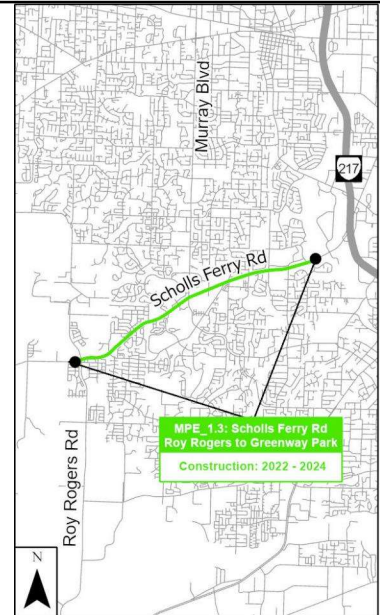 Murray Blvd
217
Scholls Ferry Rd
MPE_1.3: Scholls Ferry Rd
Roy Rogers to Greenway Park
Construction: 2022 - 2024
Roy Rogers Rd
N